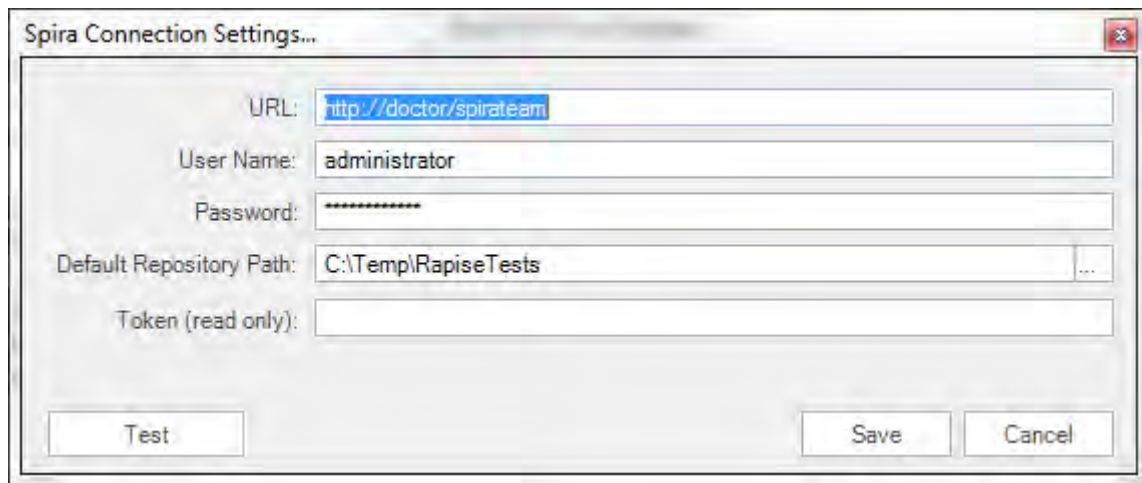 Spira Connection Settings...
URL: http://doctor/spirateam
User Name: administrator
Password: *************
Default Repository Path: C:\Temp\RapiseTests ...
Token (read only):
Test Save Cancel